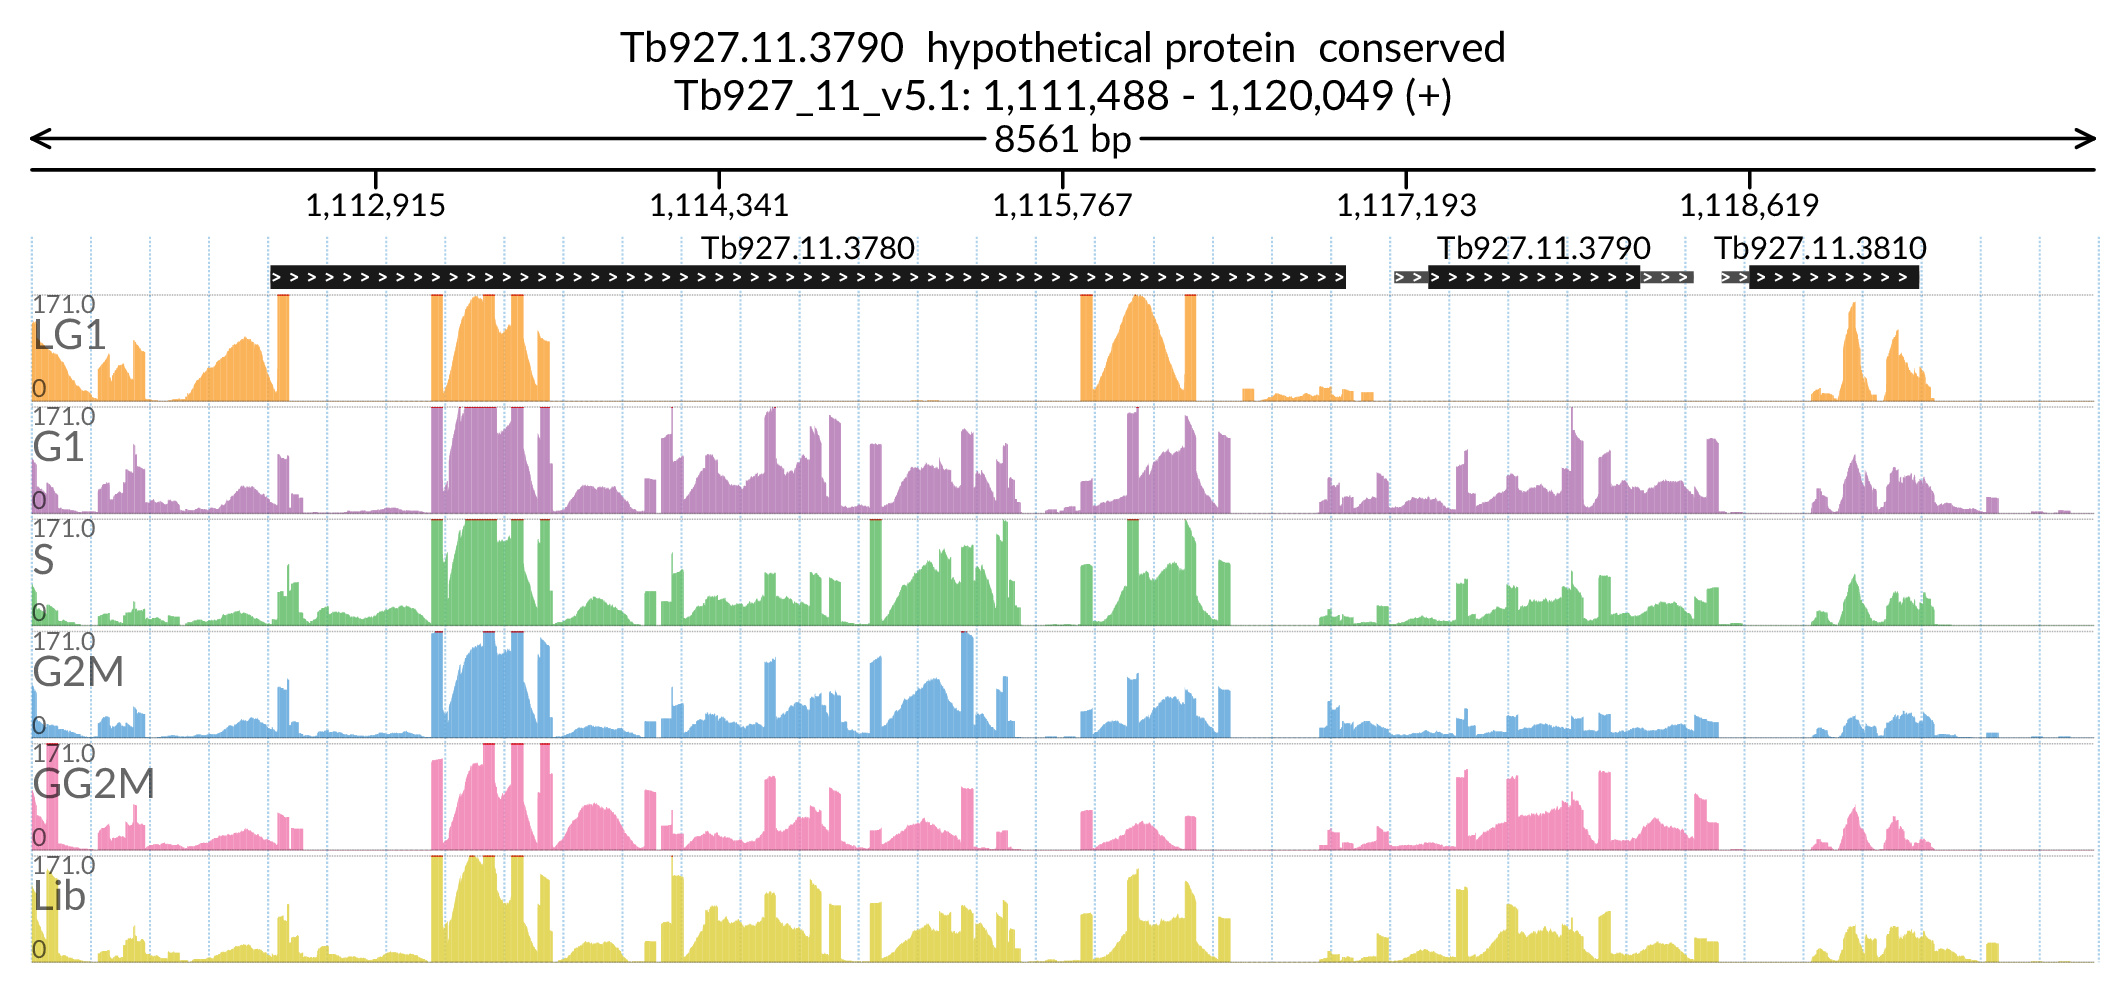 Tb927.11.3790 hypothetical protein conserved
Tb927_11_v5.1: 1,111,488 - 1,120,049 (+)
8561 bp
1,112,915 1,114,341 1,115,767 1,117,193 1,118,619
Tb927.11.3780 Tb927.11.3790 Tb927.11.3810
171.0
LG1
0
171.0
G1
0
171.0
S
0
171.0
G2M
0
171.0
GG2M
0
171.0
Lib
0